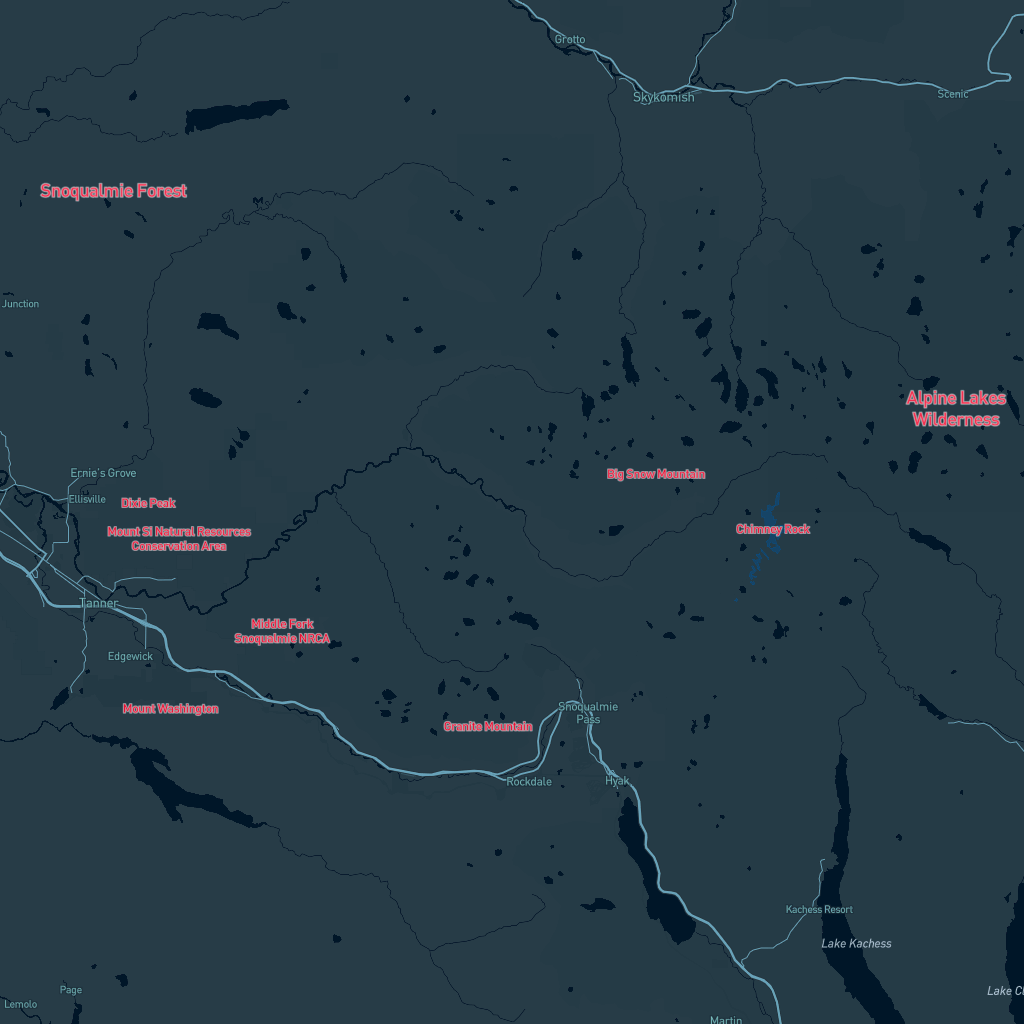 Grotto
Skykomish
Scenic
Snoqualmie Forest
Junction
Alpine Lakes
Wilderness
Ernie's Grove
Big Snow Mountain
Ellisville
Dixie Peak
Mount Si Natural Resources
Conservation Area
Chimney Rock
Tanner
Middle Fork
Snoqualmie NRCA
Edgewick
Mount Washington
Snoqualmie
Pass
Granite Mountain
Rockdale
Hyak
Kachess Resort
Lake Kachess
Page
Lake Cl
Lemolo
Martin